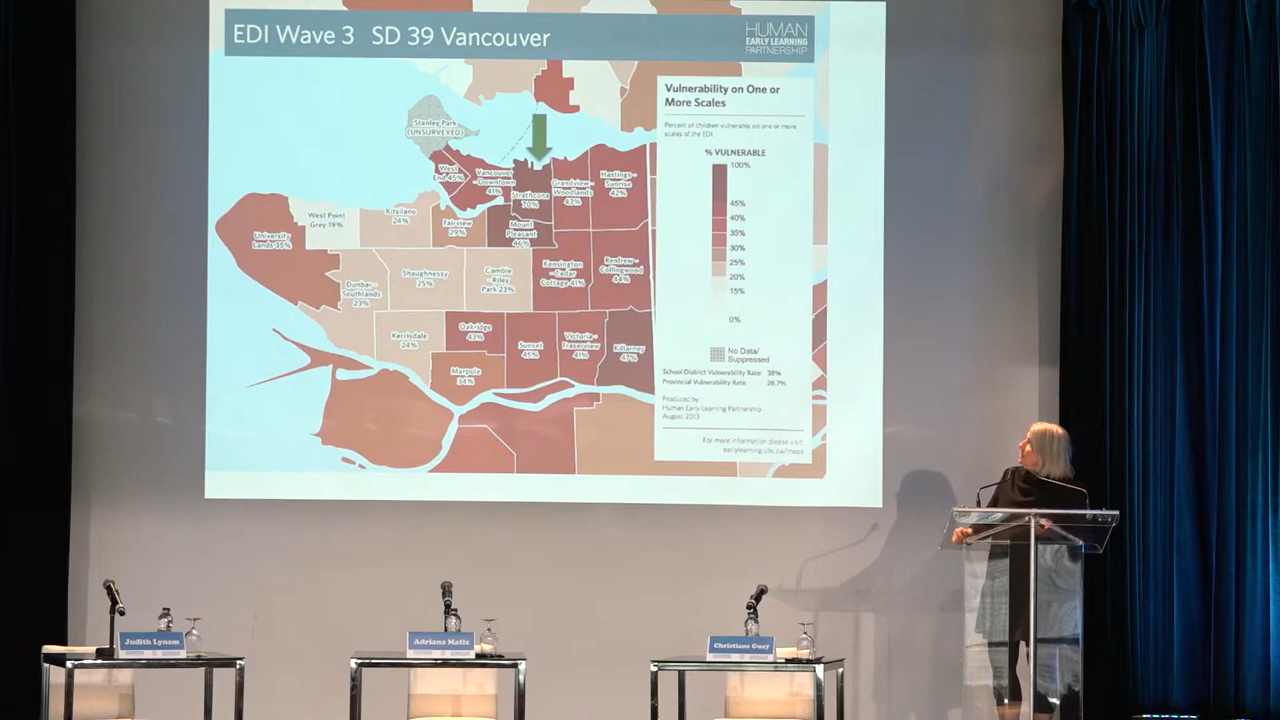 EDI Wave 3 SD 39 Vancouver
HUMAN
EARLY LEARNING
PARTNERSHIP
Vulnerability on One or
More Scales
Percent of children vulnerable on one or more
scales of the EDI.
% VULNERABLE
100%
45%
40%
35%
30%
25%
20%
15%
0%
No Data/
Suppressed
School District Vulnerability Rate: 38%
Provincial Vulnerability Rate: 28.7%
Produced by
Human Early Learning Partnership
August 2013
For more information please visit:
earlylearning.ubc.ca/maps
Stanley Park
(UNSURVEYED)
West
End 45%
Vancouver
- Downtown
41%
Strathcona
70%
Grandview-
Woodlands
43%
Hastings-
Sunrise
42%
West Point
Grey 19%
Kitsilano
24%
Fairview
29%
Mount
Pleasant
46%
University
Lands 35%
Dunbar-
Southlands
23%
Shaughnessy
25%
Cambie
- Riley
Park 23%
Kensington
- Cedar
Cottage 41%
Renfrew-
Collingwood
44%
Kerrisdale
24%
Oakridge
43%
Sunset
45%
Victoria -
Fraserview
41%
Killarney
47%
Marpole
34%
Judith Lynam
Adriana Matiz
Christiane Guay